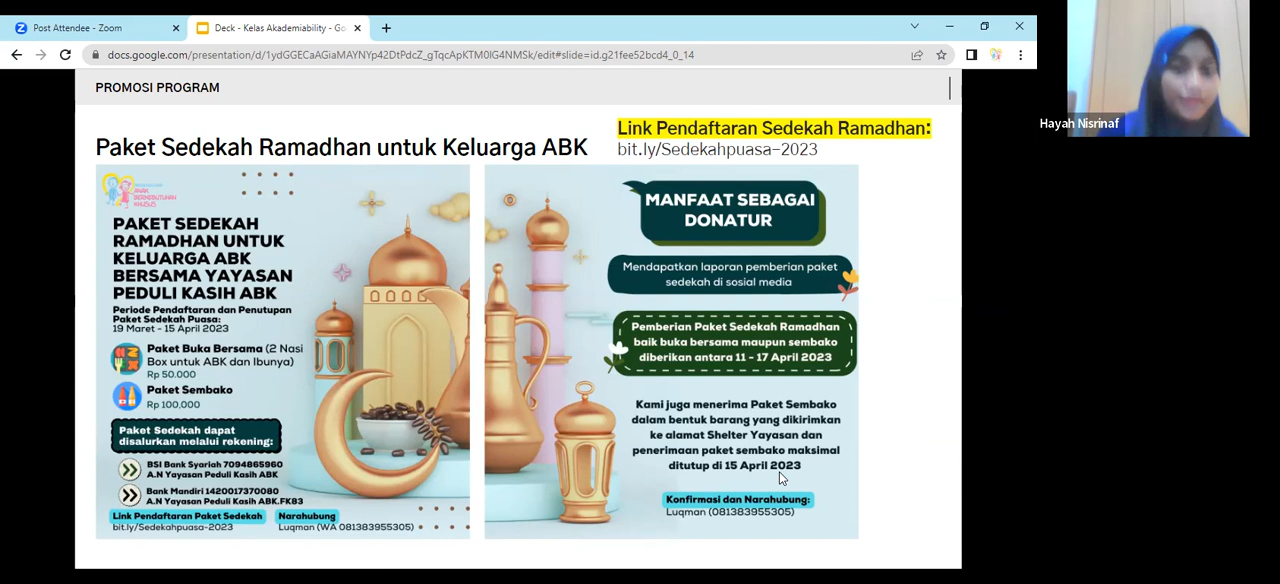 Post Attendee - Zoom
Deck - Kelas Akademiability - Go
docs.google.com/presentation/d/1ydGGECaAGiaMAYNYp42DtPdcZ_gTqcApKTM0lG4NMSk/edit#slide=id.g21fee52bcd4_0_14
PROMOSI PROGRAM
Hayah Nisrinaf
Paket Sedekah Ramadhan untuk Keluarga ABK
Link Pendaftaran Sedekah Ramadhan:
bit.ly/Sedekahpuasa-2023
ANAK
BERKEBUTUHAN
KHUSUS
PAKET SEDEKAH
RAMADHAN UNTUK
KELUARGA ABK
BERSAMA YAYASAN
PEDULI KASIH ABK
Periode Pendaftaran dan Penutupan
Paket Sedekah Puasa:
19 Maret - 15 April 2023
Paket Buka Bersama (2 Nasi
Box untuk ABK dan Ibunya)
Rp 50.000
Paket Sembako
Rp 100,000
Paket Sedekah dapat
disalurkan melalui rekening:
BSI Bank Syariah 7094865960
A.N Yayasan Peduli Kasih ABK
Bank Mandiri 1420017370080
A.N Yayasan Peduli Kasih ABK.FK83
Link Pendaftaran Paket Sedekah
bit.ly/Sedekahpuasa-2023
Narahubung
Luqman (WA 081383955305)
MANFAAT SEBAGAI
DONATUR
Mendapatkan laporan pemberian paket
sedekah di sosial media
Pemberian Paket Sedekah Ramadhan
baik buka bersama maupun sembako
diberikan antara 11 - 17 April 2023
Kami juga menerima Paket Sembako
dalam bentuk barang yang dikirimkan
ke alamat Shelter Yayasan dan
penerimaan paket sembako maksimal
ditutup di 15 April 2023
Konfirmasi dan Narahubung:
Luqman (081383955305)